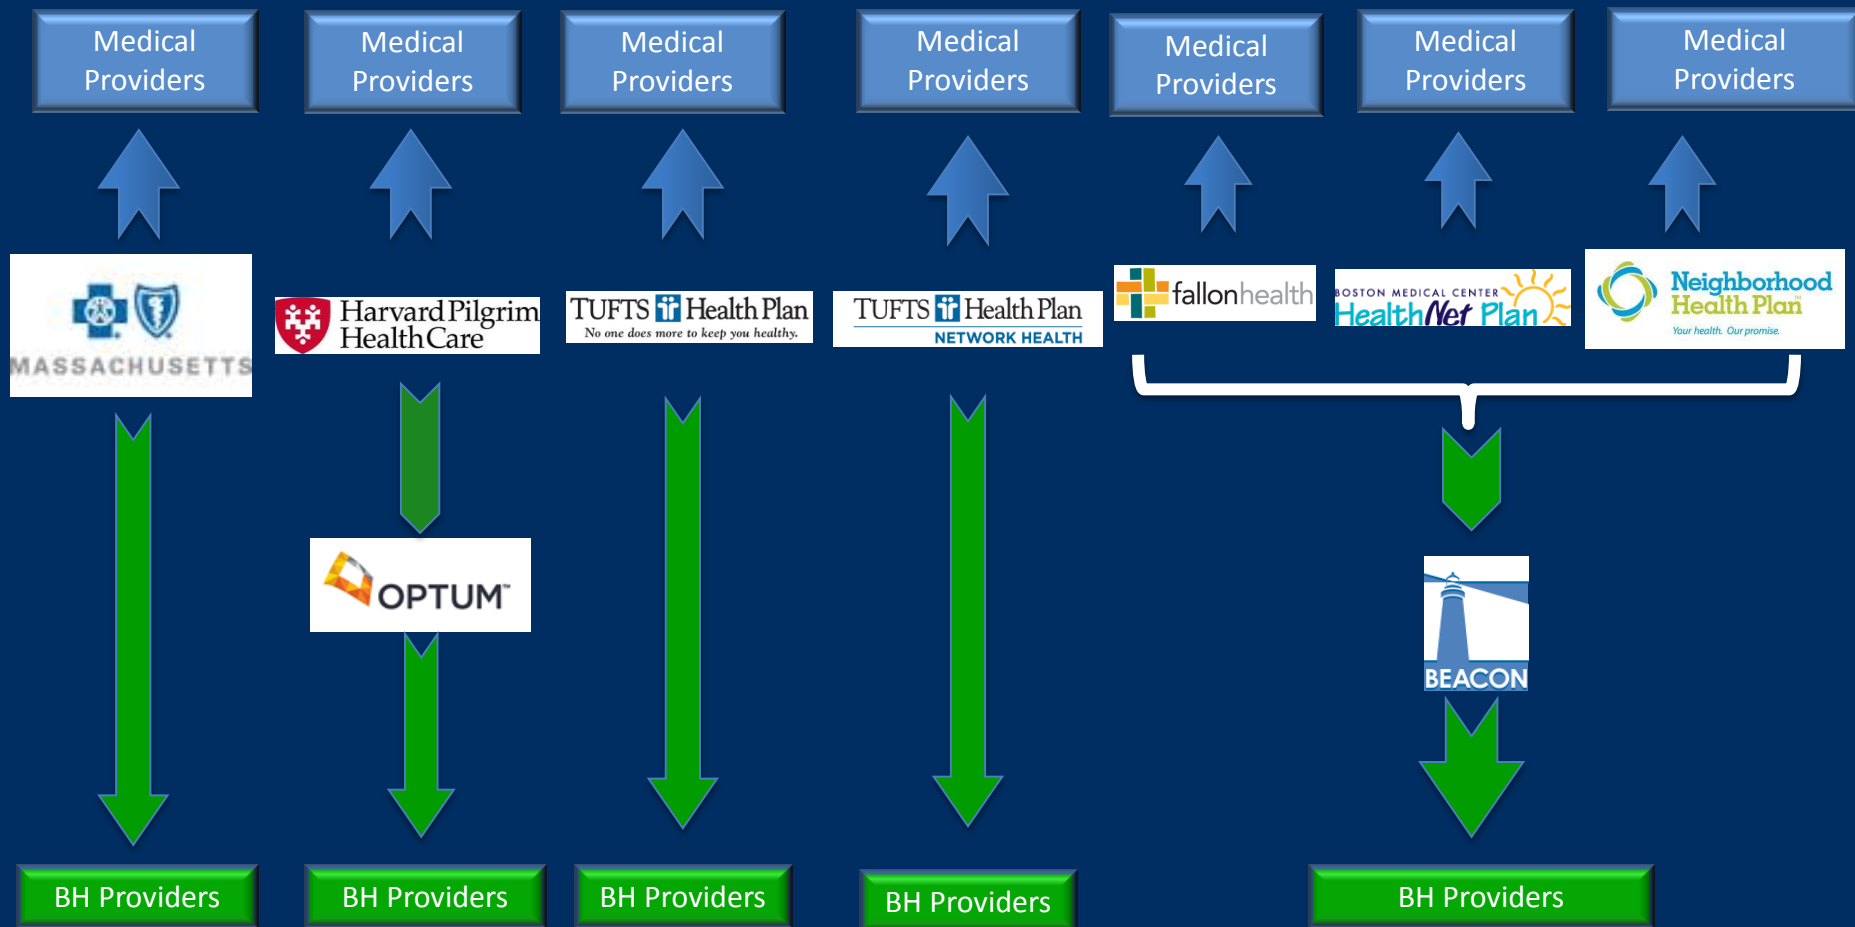 Medical
Providers
Medical
Providers
Medical
Providers
Medical
Providers
Medical
Providers
Medical
Providers
Medical
Providers
MASSACHUSETTS
Harvard Pilgrim
HealthCare
TUFTS Health Plan
No one does more to keep you healthy.
TUFTS Health Plan
NETWORK HEALTH
fallonhealth
BOSTON MEDICAL CENTER
HealthNet Plan
Neighborhood
Health Plan™
Your health. Our promise.
OPTUM™
BEACON
BH Providers
BH Providers
BH Providers
BH Providers
BH Providers